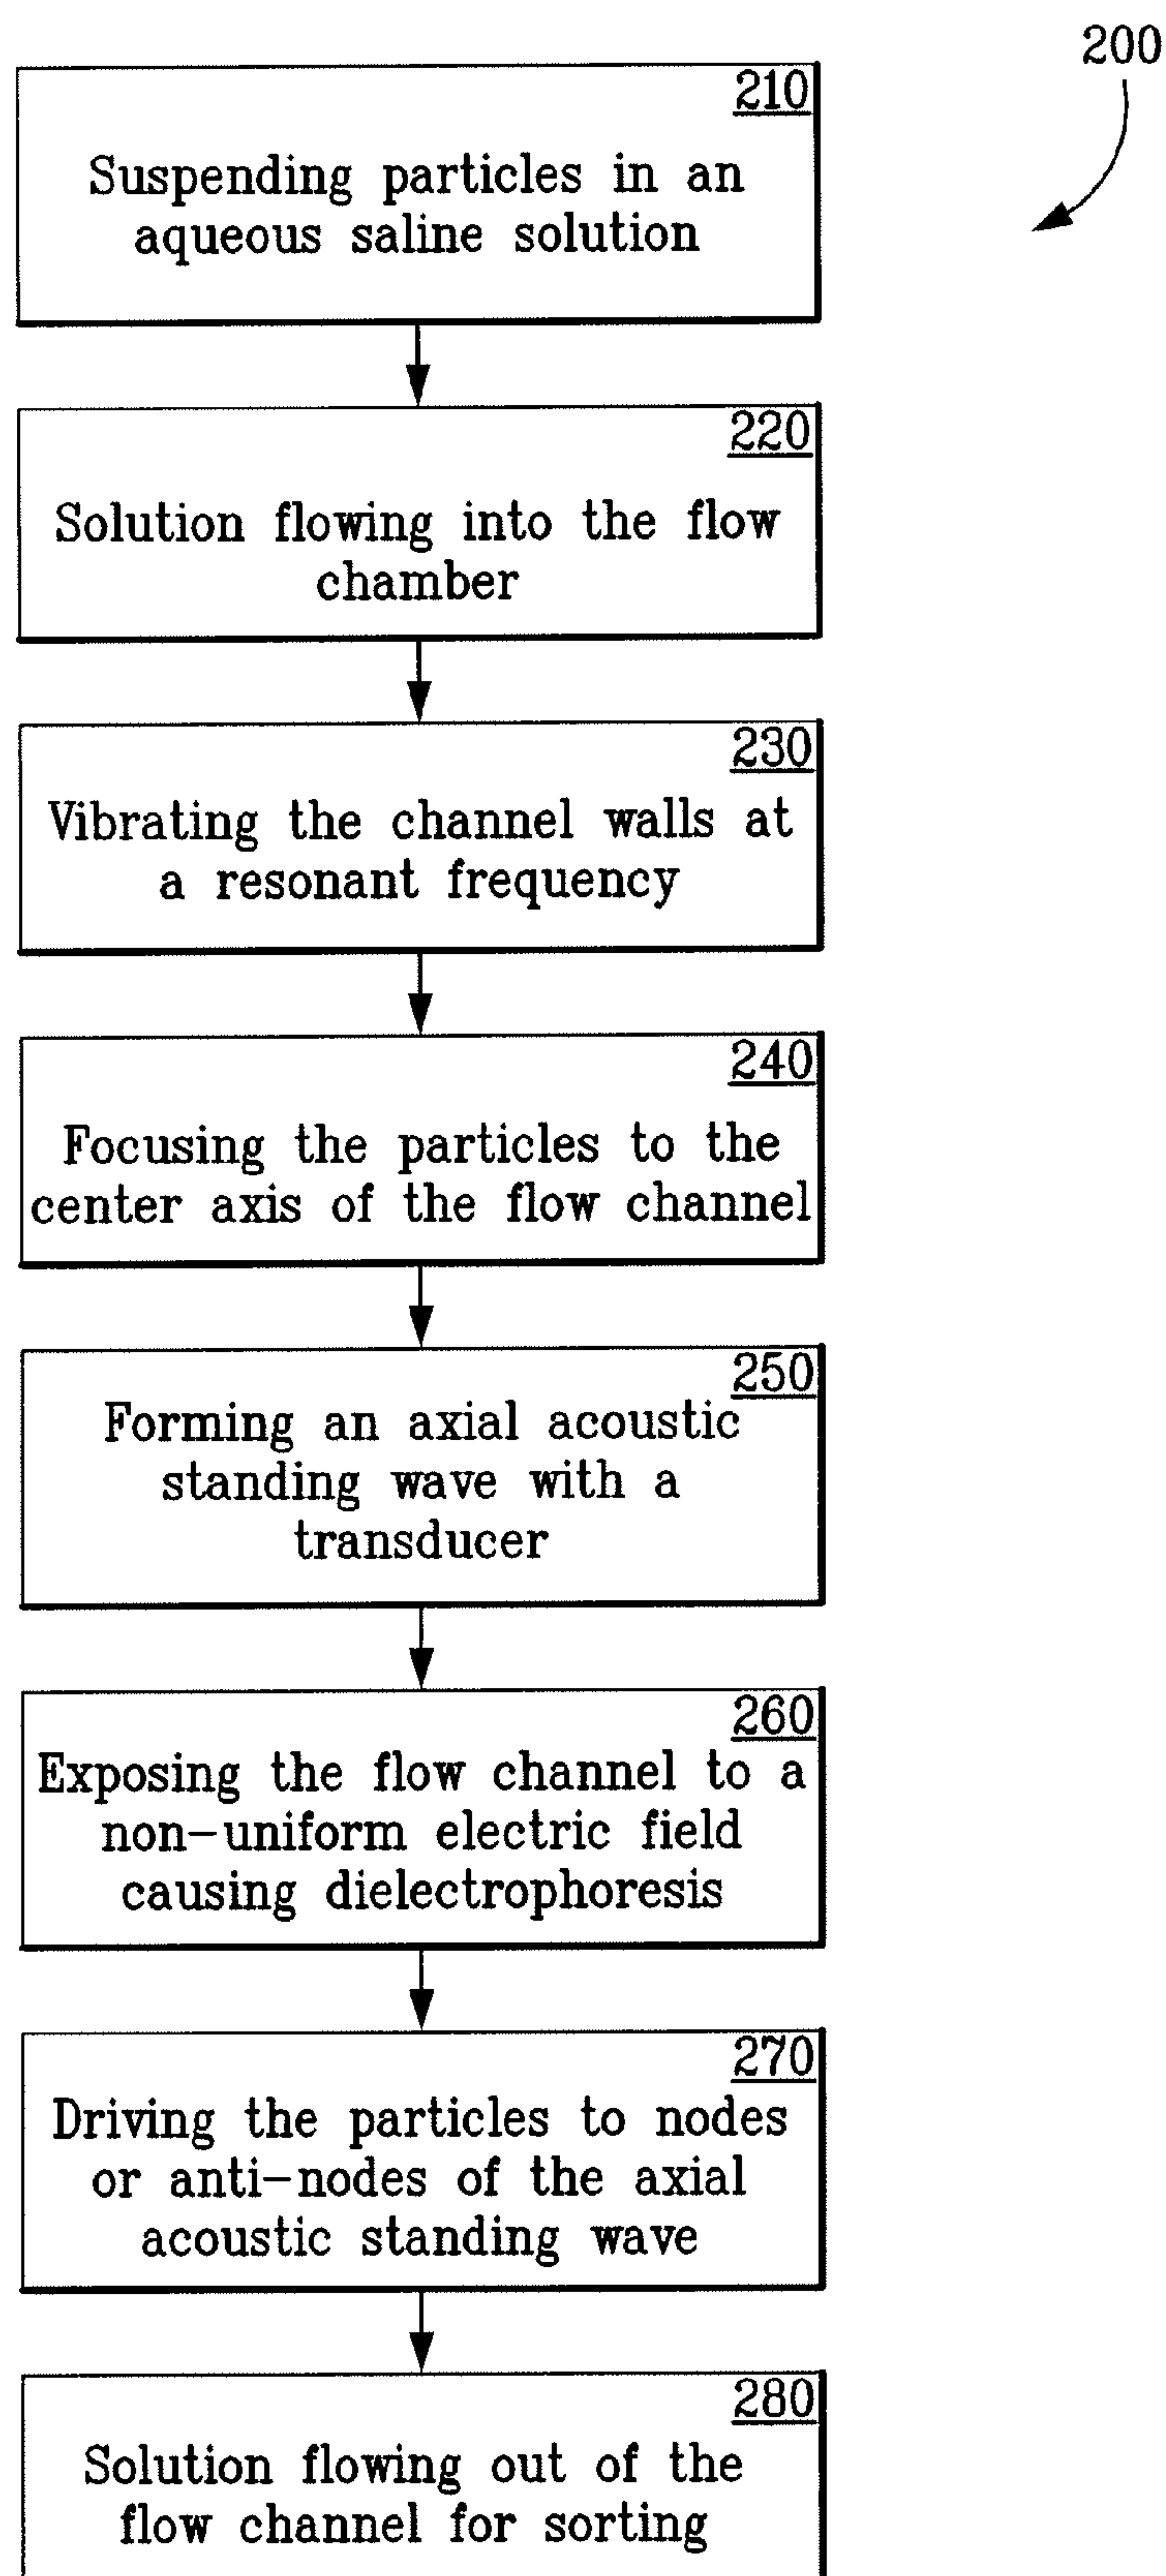 200
210
Suspending particles in an
aqueous saline solution
220
Solution flowing into the flow
chamber
230
Vibrating the channel walls at
a resonant frequency
240
Focusing the particles to the
center axis of the flow channel
250
Forming an axial acoustic
standing wave with a
transducer
260
Exposing the flow channel to a
non-uniform electric field
causing dielectrophoresis
270
Driving the particles to nodes
or anti-nodes of the axial
acoustic standing wave
280
Solution flowing out of the
flow channel for sorting